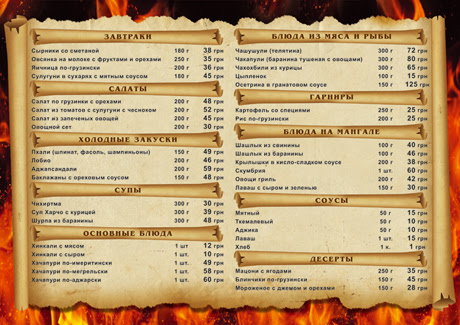 ЗАВТРАКИ
Сырники со сметаной 180 г 38 грн
Овсянка на молоке с фруктами и орехами 250 г 35 грн
Яичница по-грузински 200 г 36 грн
Сулугуни в сухарях с мятным соусом 180 г 45 грн
САЛАТЫ
Салат по-грузински с орехами 200 г 48 грн
Салат из томатов с сулугуни с чесноком 200 г 52 грн
Салат из запеченых овощей 200 г 45 грн
Овощной сет 200 г 30 грн
ХОЛОДНЫЕ ЗАКУСКИ
Пхали (шпинат, фасоль, шампиньоны) 150 г 49 грн
Лобио 200 г 46 грн
Аджапсандали 200 г 59 грн
Баклажаны с ореховым соусом 150 г 48 грн
СУПЫ
Чихиртма 300 г 30 грн
Суп Харчо с курицей 300 г 39 грн
Шурпа из баранины 300 г 48 грн
ОСНОВНЫЕ БЛЮДА
Хинкали с мясом 1 шт 12 грн
Хинкали с сыром 1 шт. 10 грн
Хачапури по-имеритински 1 шт. 49 грн
Хачапури по-мегрельски 1 шт. 58 грн
Хачапури по-аджарски 1 шт. 60 грн
БЛЮДА ИЗ МЯСА И РЫБЫ
Чашушули (телятина) 300 г 72 грн
Чакапули (баранина тушеная с овощами) 300 г 80 грн
Чахохбили из курицы 300 г 65 грн
Цыпленок 100 г 15 грн
Осетрина в гранатовом соусе 150 г 125 грн
ГАРНИРЫ
Картофель со специями 250 г 25 грн
Рис по-грузински 200 г 25 грн
БЛЮДА НА МАНГАЛЕ
Шашлык из свинины 100 г 40 грн
Шашлык из баранины 100 г 40 грн
Крылышки в кисло-сладком соусе 200 г 38 грн
Скумбрия 1 шт. 60 грн
Овощи гриль 200 г 42 грн
Лаваш с сыром и зеленью 150 г 30 грн
СОУСЫ
Мятный 50 г 15 грн
Ткемалевый 50 г 10 грн
Аджика 50 г 10 грн
Лаваш 1 шт. 15 грн
Хлеб 1 к. 1 грн
ДЕСЕРТЫ
Мацони с ягодами 250 г 35 грн
Блинчики по-грузински 150 г 45 грн
Мороженое с джемом и орехами 150 г 28 грн